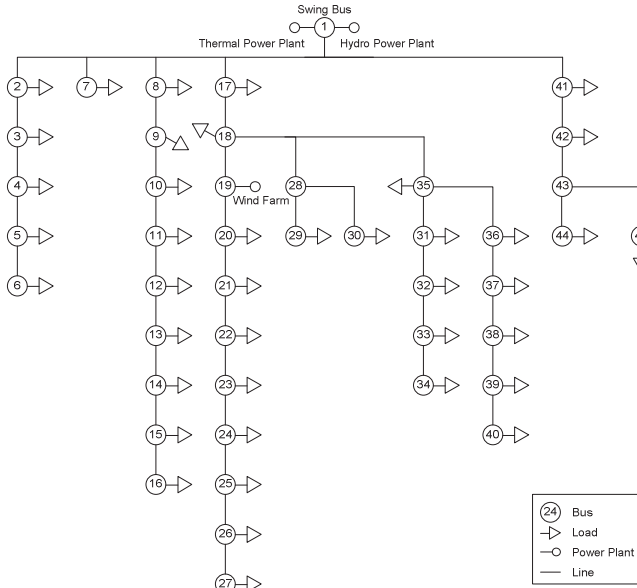 Swing Bus
1
Thermal Power Plant Hydro Power Plant
2 7 8 17 41
3 9 18 42
4 10 19 28 35 43
Wind Farm
5 11 20 29 30 31 36 44
6 12 21 32 37
13 22 33 38
14 23 34 39
15 24 40
16 25
24 Bus
26 Load
Power Plant
27 Line